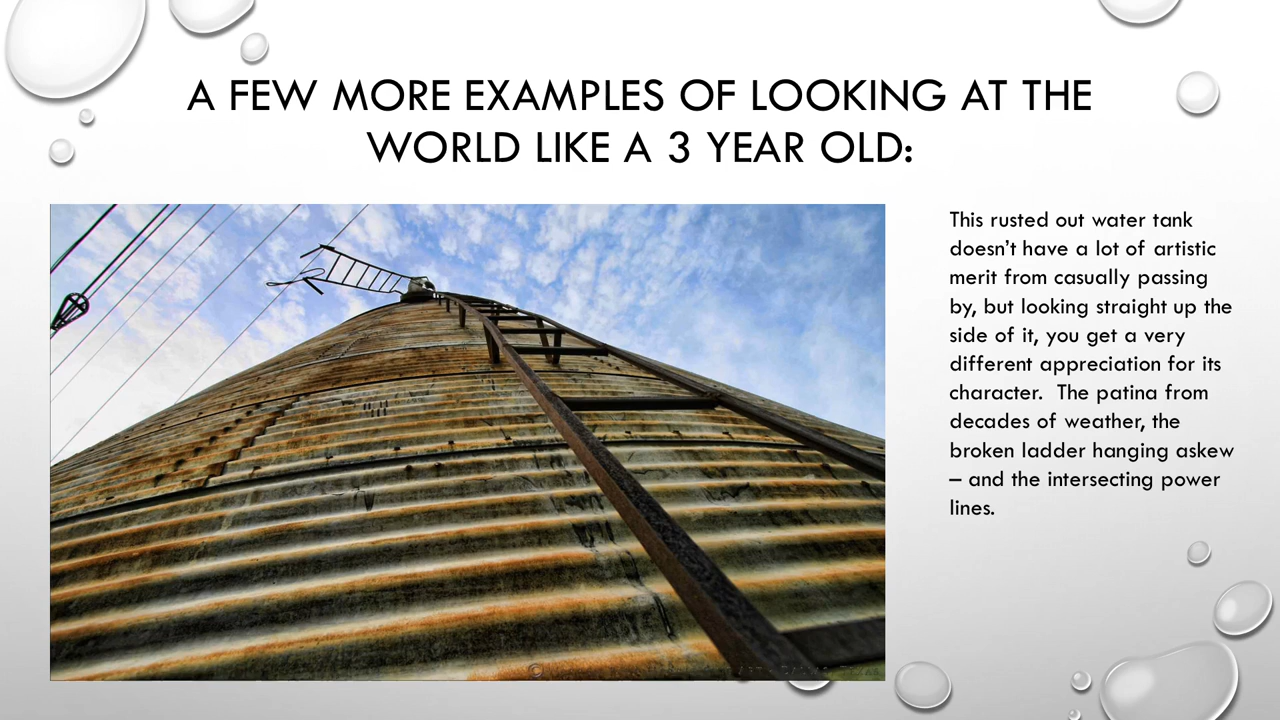 A FEW MORE EXAMPLES OF LOOKING AT THE
WORLD LIKE A 3 YEAR OLD:
This rusted out water tank
doesn’t have a lot of artistic
merit from casually passing
by, but looking straight up the
side of it, you get a very
different appreciation for its
character.  The patina from
decades of weather, the
broken ladder hanging askew
– and the intersecting power
lines.
©